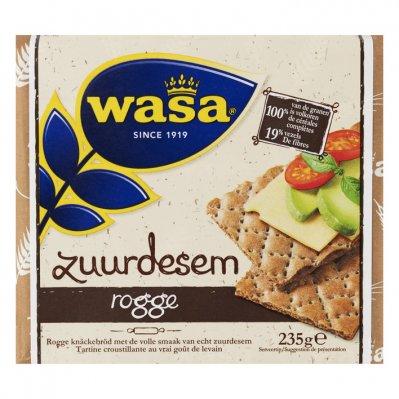 wasa®
SINCE 1919
van de granen
100% is volkoren
de céréales
complètes
19% vezels
De fibres
zuurdesem
rogge
Rogge knäckebröd met de volle smaak van echt zuurdesem
Tartine croustillante au vrai goût de levain
235g e
Serveertip/Suggestion de présentation